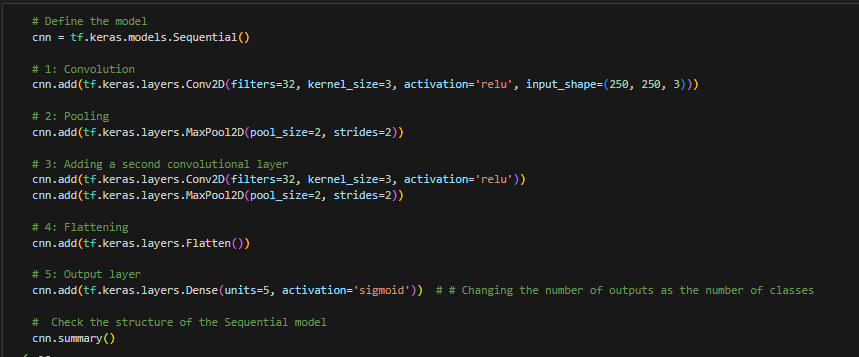 # Define the model
cnn = tf.keras.models.Sequential()
# 1: Convolution
cnn.add(tf.keras.layers.Conv2D(filters=32, kernel_size=3, activation='relu', input_shape=(250, 250, 3)))
# 2: Pooling
cnn.add(tf.keras.layers.MaxPool2D(pool_size=2, strides=2))
# 3: Adding a second convolutional layer
cnn.add(tf.keras.layers.Conv2D(filters=32, kernel_size=3, activation='relu'))
cnn.add(tf.keras.layers.MaxPool2D(pool_size=2, strides=2))
# 4: Flattening
cnn.add(tf.keras.layers.Flatten())
# 5: Output layer
cnn.add(tf.keras.layers.Dense(units=5, activation='sigmoid'))  # # Changing the number of outputs as the number of classes
#  Check the structure of the Sequential model
cnn.summary()